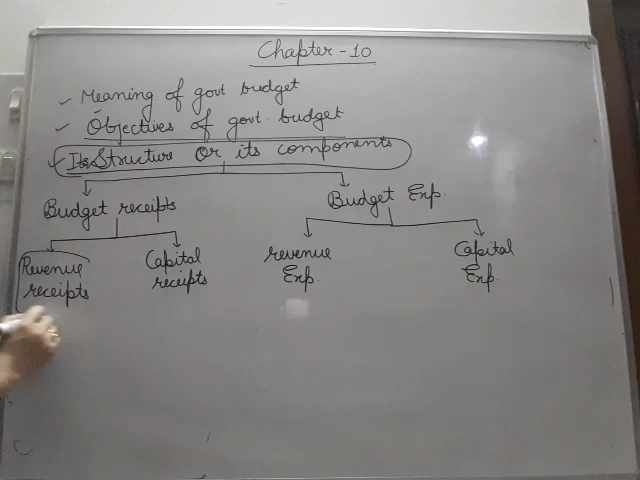 Chapter - 10
✓ Meaning of govt budget
✓ Objectives of govt. budget
✓ Its Structure Or its components
Budget receipts
Budget Exp.
Revenue receipts
Capital receipts
revenue Exp.
Capital Exp.